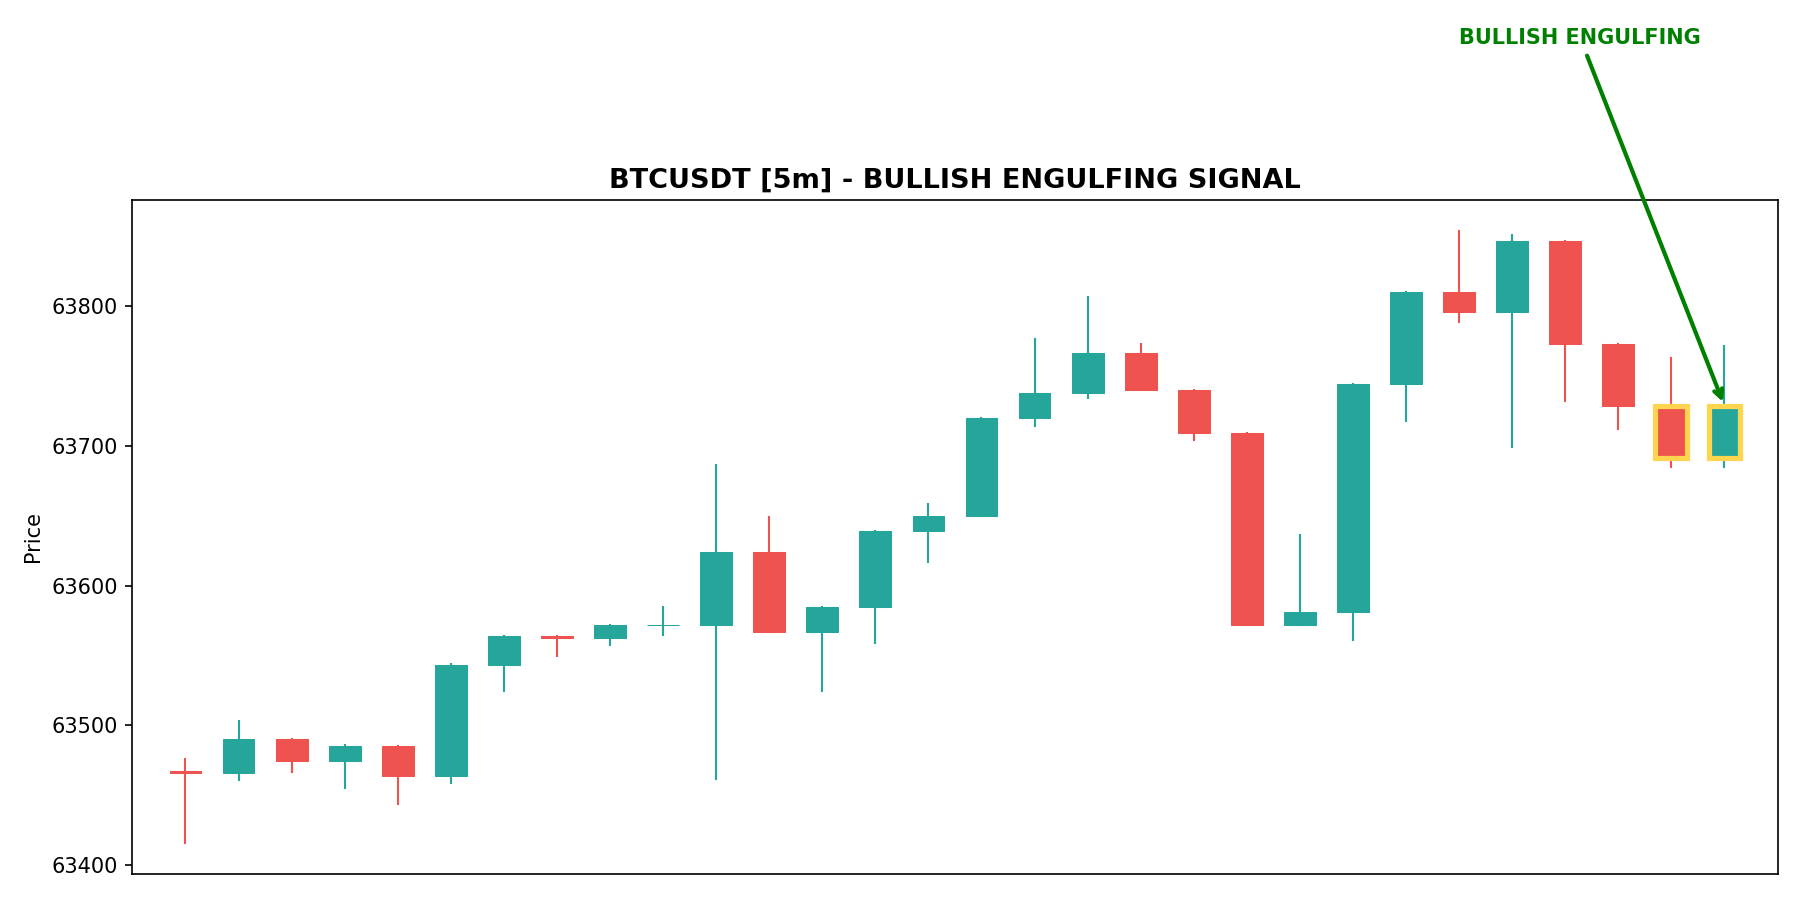 BULLISH ENGULFING
BTCUSDT [5m] - BULLISH ENGULFING SIGNAL
63800
63700
63600
63500
63400
Price